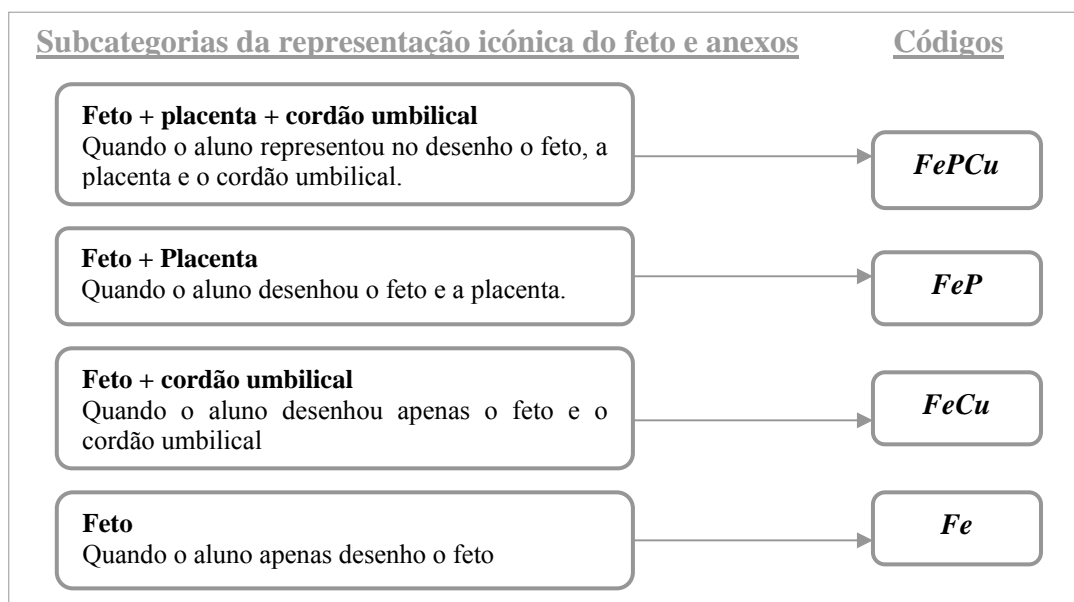 Subcategorias da representação icónica do feto e anexos Códigos
Feto + placenta + cordão umbilical
Quando o aluno representou no desenho o feto, a
placenta e o cordão umbilical.
FePCu
Feto + Placenta
Quando o aluno desenhou o feto e a placenta.
FeP
Feto + cordão umbilical
Quando o aluno desenhou apenas o feto e o
cordão umbilical
FeCu
Feto
Quando o aluno apenas desenho o feto
Fe